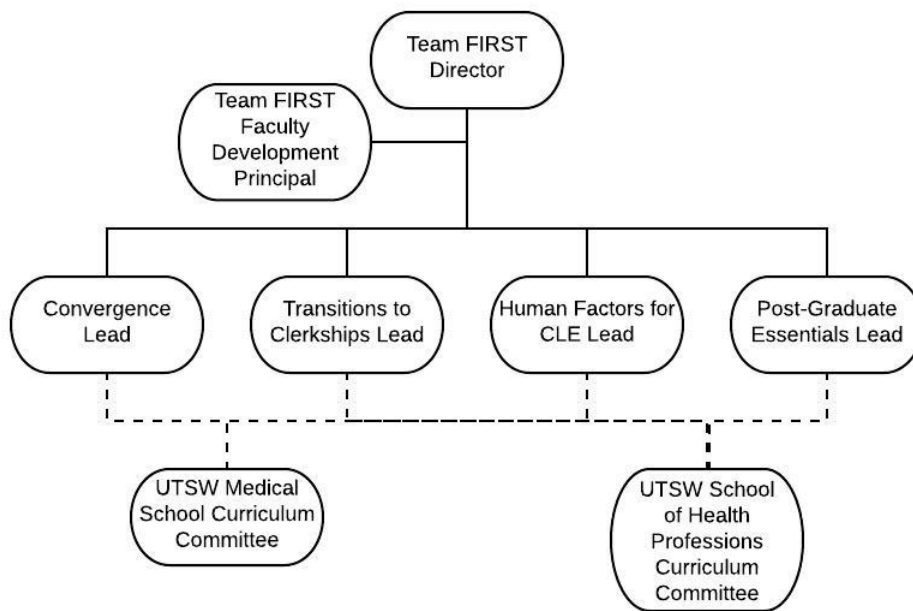 Team FIRST
Director
Team FIRST
Faculty
Development
Principal
Convergence
Lead
Transitions to
Clerkships Lead
Human Factors for
CLE Lead
Post-Graduate
Essentials Lead
UTSW Medical
School Curriculum
Committee
UTSW School
of Health
Professions
Curriculum
Committee